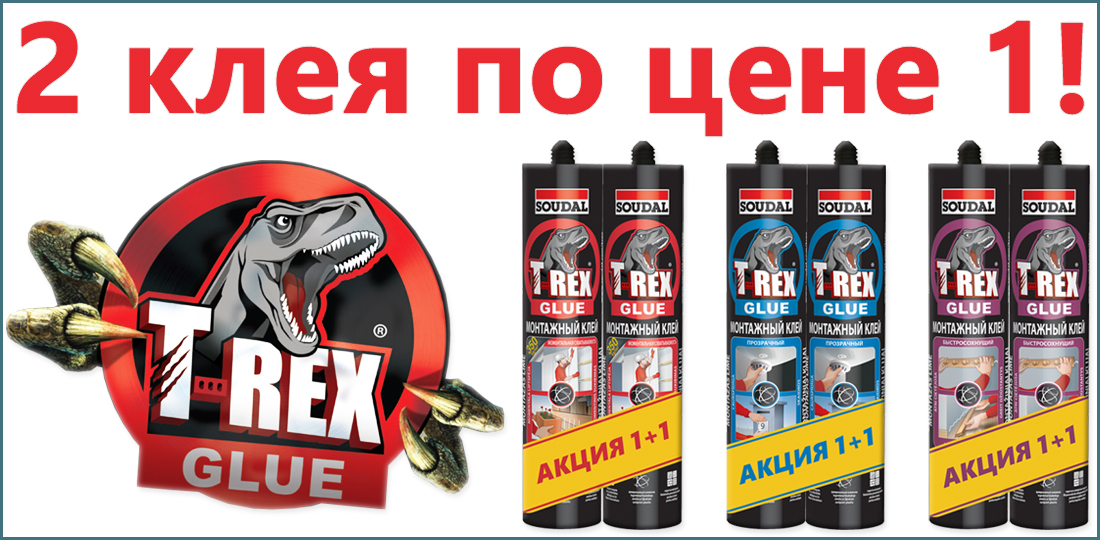 2 клея по цене 1!
T-REX
®
GLUE
SOUDAL
T-REX
GLUE
МОНТАЖНЫЙ КЛЕЙ
АКЦИЯ 1+1
SOUDAL
T-REX
GLUE
МОНТАЖНЫЙ КЛЕЙ
SOUDAL
T-REX
GLUE
МОНТАЖНЫЙ КЛЕЙ
ПРОЗРАЧНЫЙ
АКЦИЯ 1+1
SOUDAL
T-REX
GLUE
МОНТАЖНЫЙ КЛЕЙ
ПРОЗРАЧНЫЙ
SOUDAL
T-REX
GLUE
МОНТАЖНЫЙ КЛЕЙ
БЫСТРОСОХНУЩИЙ
АКЦИЯ 1+1
SOUDAL
T-REX
GLUE
МОНТАЖНЫЙ КЛЕЙ
БЫСТРОСОХНУЩИЙ